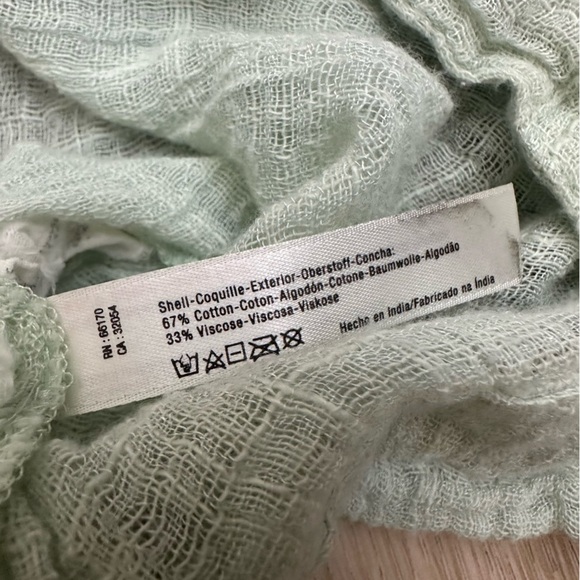 RN: 66170
CA: 32054
Shell-Coquille-Exterior-Oberstoff-Concha:
67% Cotton-Coton-Algodón-Cotone-Baumwolle-Algodão
33% Viscose-Viscosa-Viskose
Hecho en India/Fabricado na Índia